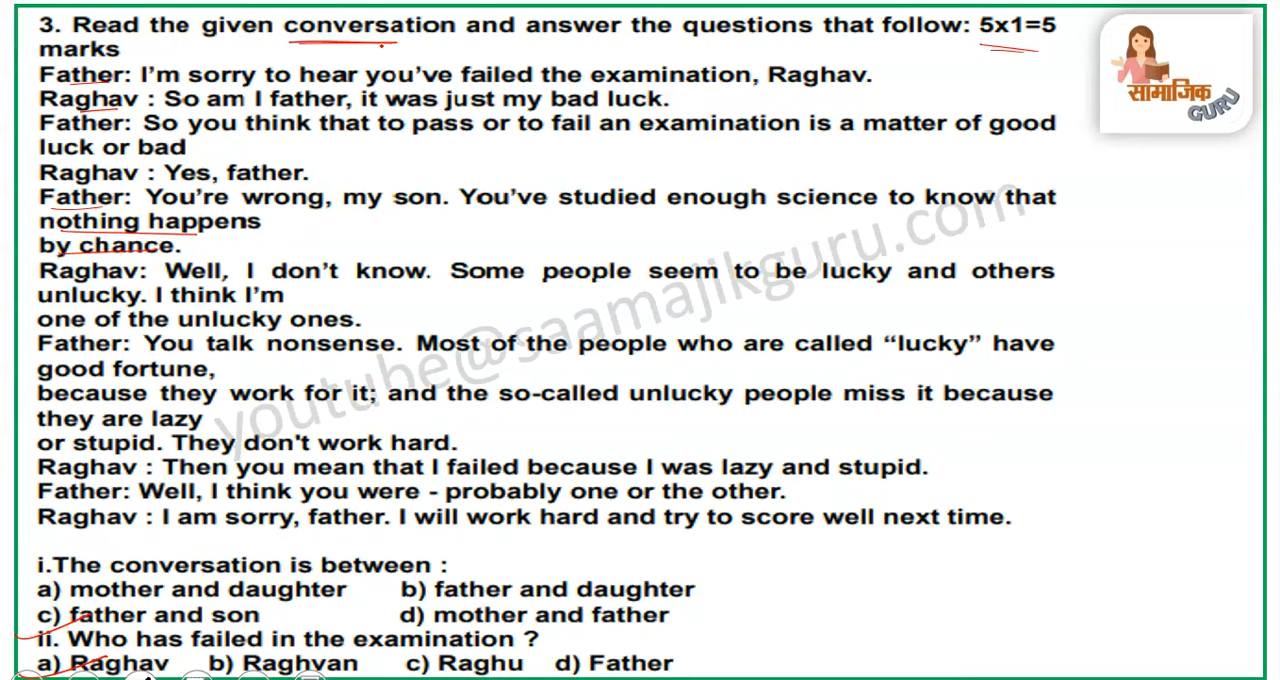 3. Read the given conversation and answer the questions that follow: 5x1=5
marks
Father: I'm sorry to hear you've failed the examination, Raghav.
Raghav : So am I father, it was just my bad luck.
Father: So you think that to pass or to fail an examination is a matter of good
luck or bad
Raghav : Yes, father.
Father: You're wrong, my son. You've studied enough science to know that
nothing happens
by chance.
Raghav: Well, I don't know. Some people seem to be lucky and others
unlucky. I think I'm
one of the unlucky ones.
Father: You talk nonsense. Most of the people who are called “lucky” have
good fortune,
because they work for it; and the so-called unlucky people miss it because
they are lazy
or stupid. They don't work hard.
Raghav : Then you mean that I failed because I was lazy and stupid.
Father: Well, I think you were - probably one or the other.
Raghav : I am sorry, father. I will work hard and try to score well next time.
i.The conversation is between :
a) mother and daughter b) father and daughter
c) father and son d) mother and father
ii. Who has failed in the examination ?
a) Raghav b) Raghvan c) Raghu d) Father
सामाजिक
GURU
youtube@saamajikguru.com